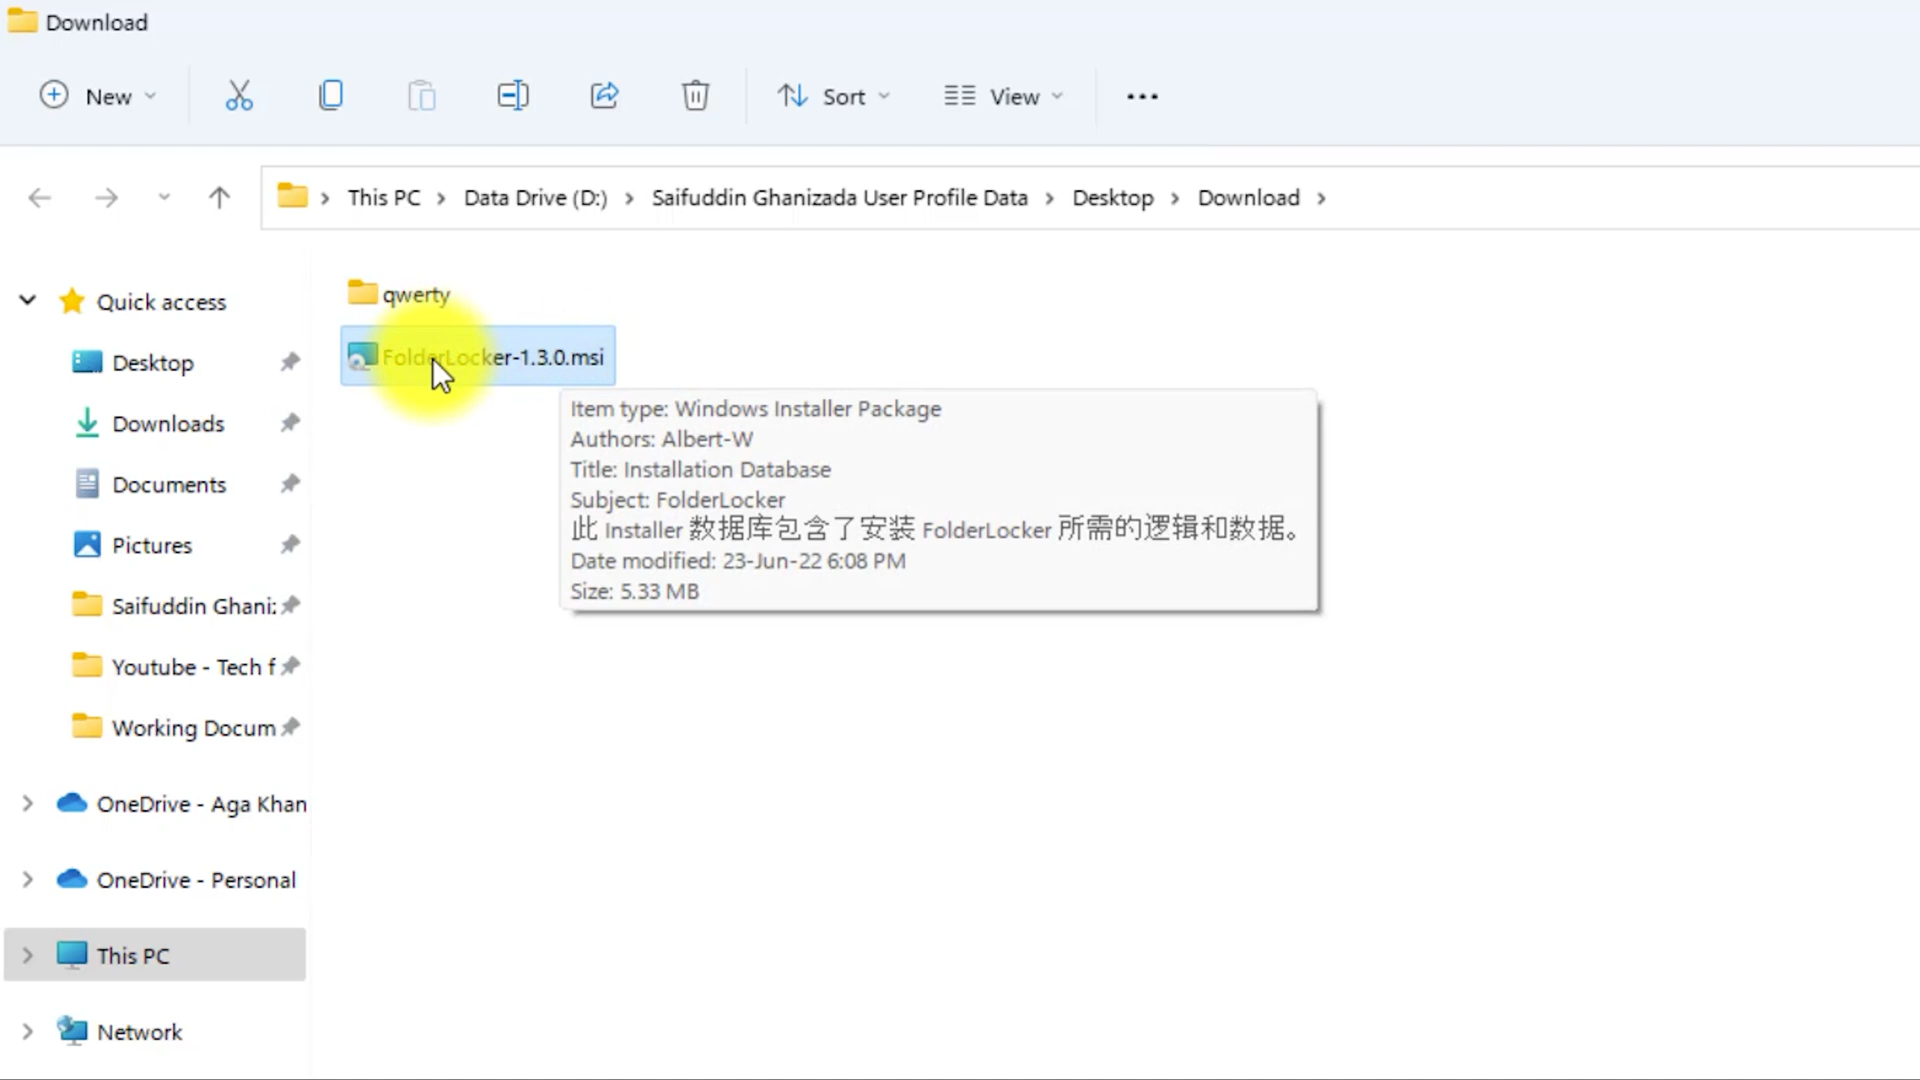 Download
New
Sort
View
This PC > Data Drive (D:) > Saifuddin Ghanizada User Profile Data > Desktop > Download >
Quick access
Desktop
Downloads
Documents
Pictures
Saifuddin Ghani:
Youtube - Tech f
Working Docum
OneDrive - Aga Khan
OneDrive - Personal
This PC
Network
qwerty
FolderLocker-1.3.0.msi
Item type: Windows Installer Package
Authors: Albert-W
Title: Installation Database
Subject: FolderLocker
此 Installer 数据库包含了安装 FolderLocker 所需的逻辑和数据。
Date modified: 23-Jun-22 6:08 PM
Size: 5.33 MB